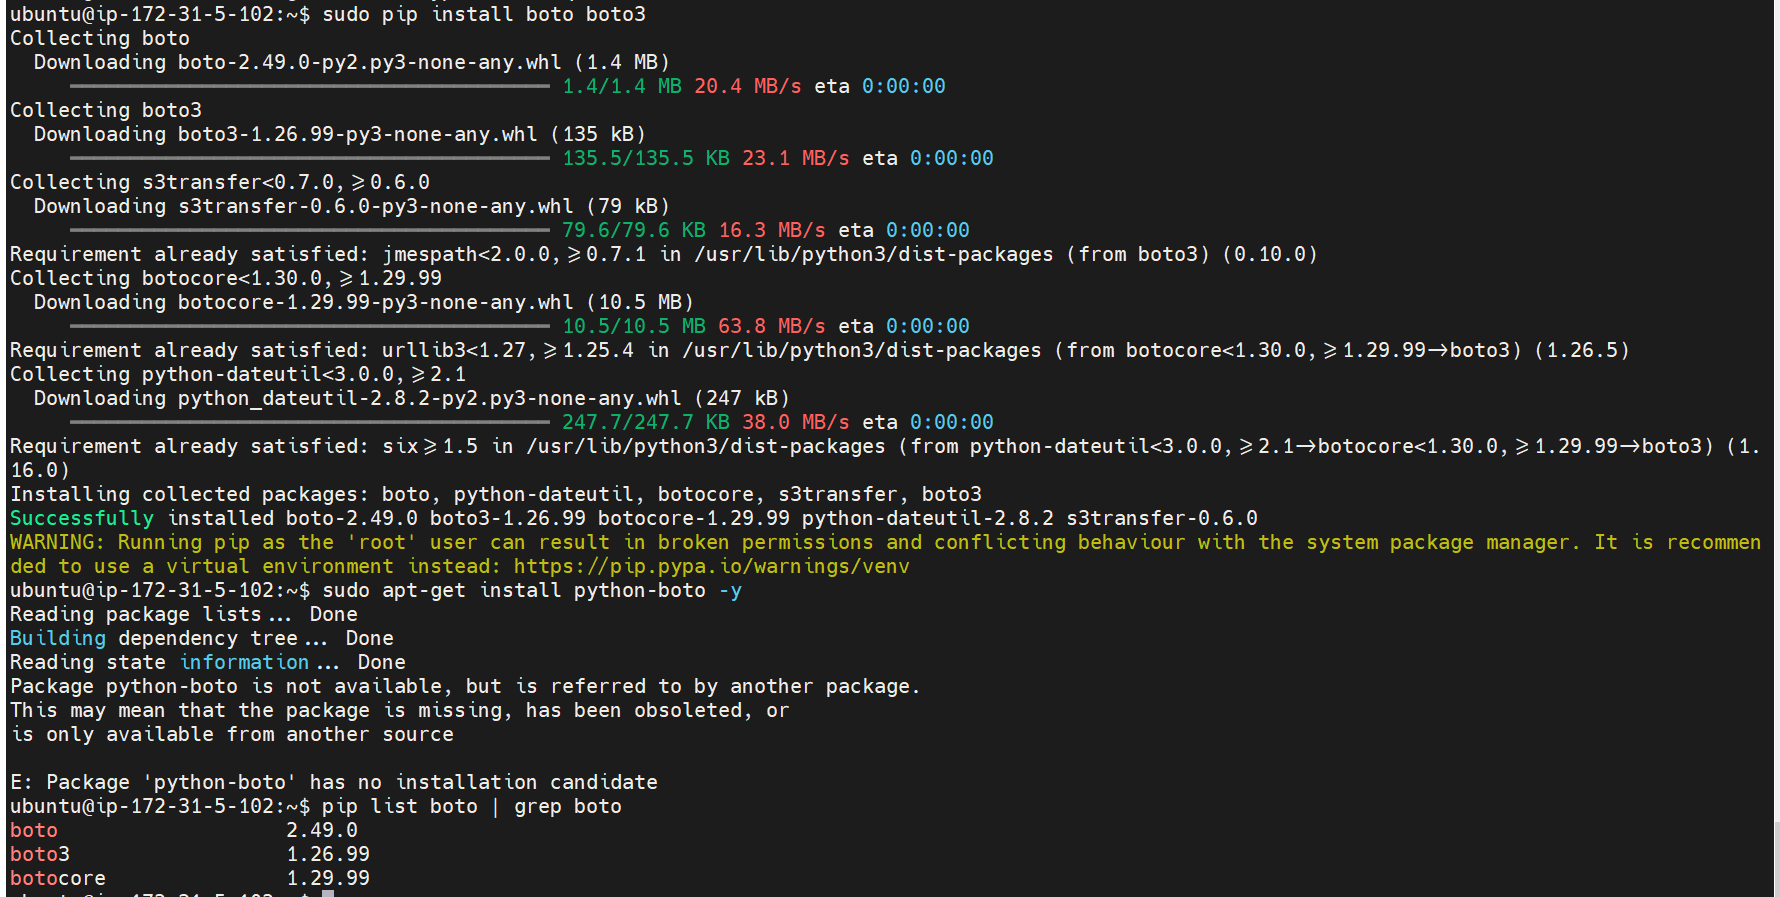 ubuntu@ip-172-31-5-102:~$ sudo pip install boto boto3
Collecting boto
  Downloading boto-2.49.0-py2.py3-none-any.whl (1.4 MB)
1.4/1.4 MB 20.4 MB/s eta 0:00:00
Collecting boto3
  Downloading boto3-1.26.99-py3-none-any.whl (135 kB)
135.5/135.5 KB 23.1 MB/s eta 0:00:00
Collecting s3transfer<0.7.0,≥0.6.0
  Downloading s3transfer-0.6.0-py3-none-any.whl (79 kB)
79.6/79.6 KB 16.3 MB/s eta 0:00:00
Requirement already satisfied: jmespath<2.0.0,≥0.7.1 in /usr/lib/python3/dist-packages (from boto3) (0.10.0)
Collecting botocore<1.30.0,≥1.29.99
  Downloading botocore-1.29.99-py3-none-any.whl (10.5 MB)
10.5/10.5 MB 63.8 MB/s eta 0:00:00
Requirement already satisfied: urllib3<1.27,≥1.25.4 in /usr/lib/python3/dist-packages (from botocore<1.30.0,≥1.29.99→boto3) (1.26.5)
Collecting python-dateutil<3.0.0,≥2.1
  Downloading python_dateutil-2.8.2-py2.py3-none-any.whl (247 kB)
247.7/247.7 KB 38.0 MB/s eta 0:00:00
Requirement already satisfied: six≥1.5 in /usr/lib/python3/dist-packages (from python-dateutil<3.0.0,≥2.1→botocore<1.30.0,≥1.29.99→boto3) (1.
16.0)
Installing collected packages: boto, python-dateutil, botocore, s3transfer, boto3
Successfully installed boto-2.49.0 boto3-1.26.99 botocore-1.29.99 python-dateutil-2.8.2 s3transfer-0.6.0
WARNING: Running pip as the 'root' user can result in broken permissions and conflicting behaviour with the system package manager. It is recommen
ded to use a virtual environment instead: https://pip.pypa.io/warnings/venv
ubuntu@ip-172-31-5-102:~$ sudo apt-get install python-boto -y
Reading package lists... Done
Building dependency tree... Done
Reading state information... Done
Package python-boto is not available, but is referred to by another package.
This may mean that the package is missing, has been obsoleted, or
is only available from another source

E: Package 'python-boto' has no installation candidate
ubuntu@ip-172-31-5-102:~$ pip list boto | grep boto
boto                   2.49.0
boto3                  1.26.99
botocore               1.29.99